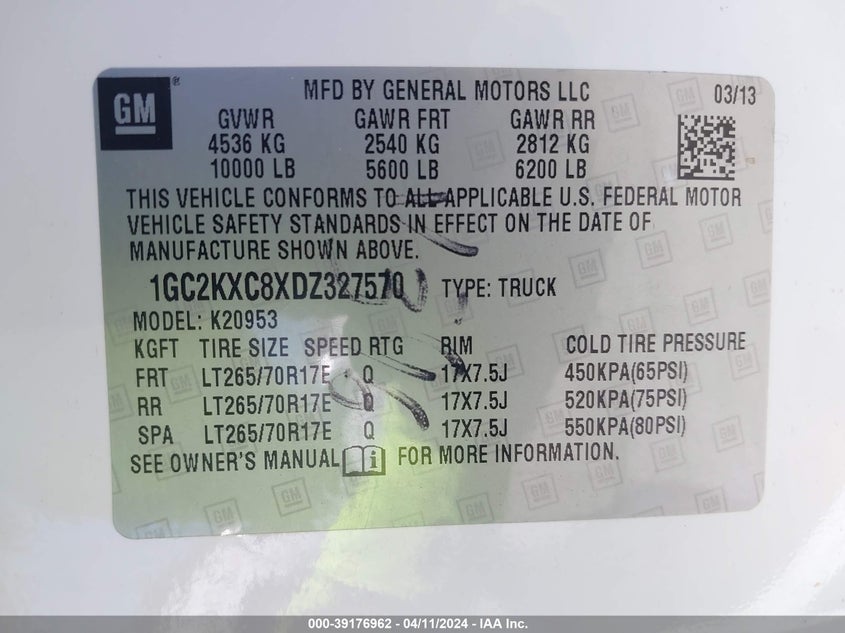 GM®
MFD BY GENERAL MOTORS LLC 03/13
GVWR GAWR FRT GAWR RR
4536 KG 2540 KG 2812 KG
10000 LB 5600 LB 6200 LB
THIS VEHICLE CONFORMS TO ALL APPLICABLE U.S. FEDERAL MOTOR
VEHICLE SAFETY STANDARDS IN EFFECT ON THE DATE OF
MANUFACTURE SHOWN ABOVE.
1GC2KXC8XDZ327570 TYPE: TRUCK
MODEL: K20953
KGFT TIRE SIZE SPEED RTG RIM COLD TIRE PRESSURE
FRT LT265/70R17E Q 17X7.5J 450KPA(65PSI)
RR LT265/70R17E Q 17X7.5J 520KPA(75PSI)
SPA LT265/70R17E Q 17X7.5J 550KPA(80PSI)
SEE OWNER'S MANUAL i FOR MORE INFORMATION.
000-39176962 - 04/11/2024 - IAA Inc.